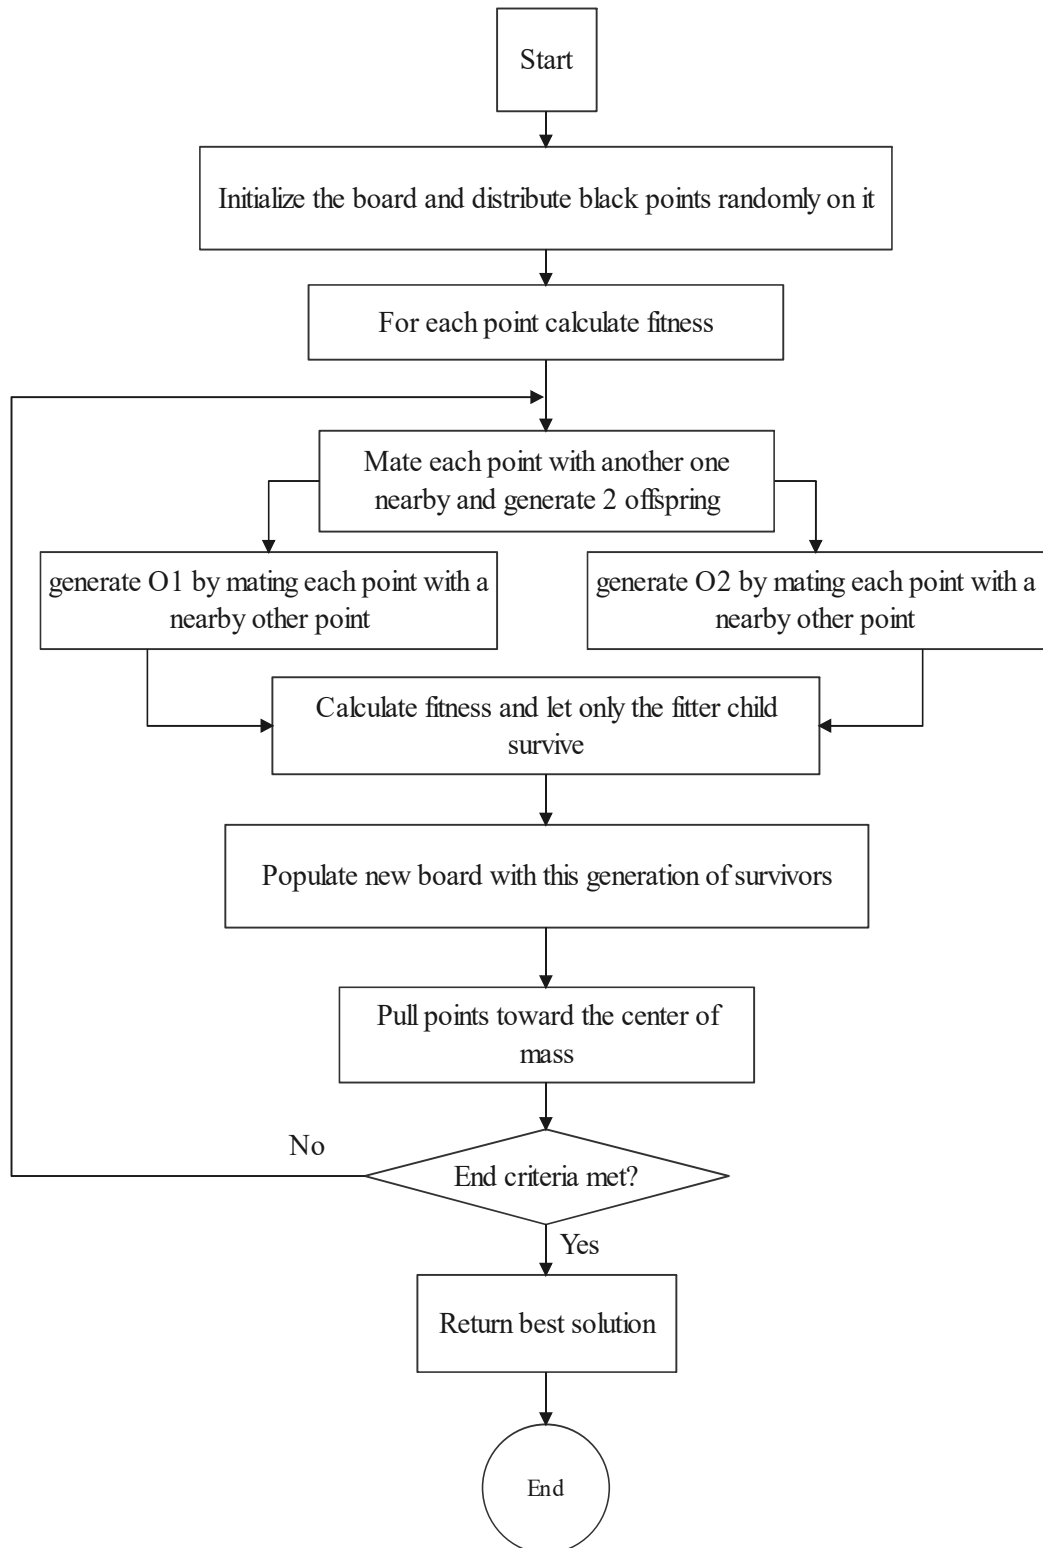 Start
Initialize the board and distribute black points randomly on it
For each point calculate fitness
Mate each point with another one
nearby and generate 2 offspring
generate O1 by mating each point with a
nearby other point
generate O2 by mating each point with a
nearby other point
Calculate fitness and let only the fitter child
survive
Populate new board with this generation of survivors
Pull points toward the center of
mass
No
End criteria met?
Yes
Return best solution
End